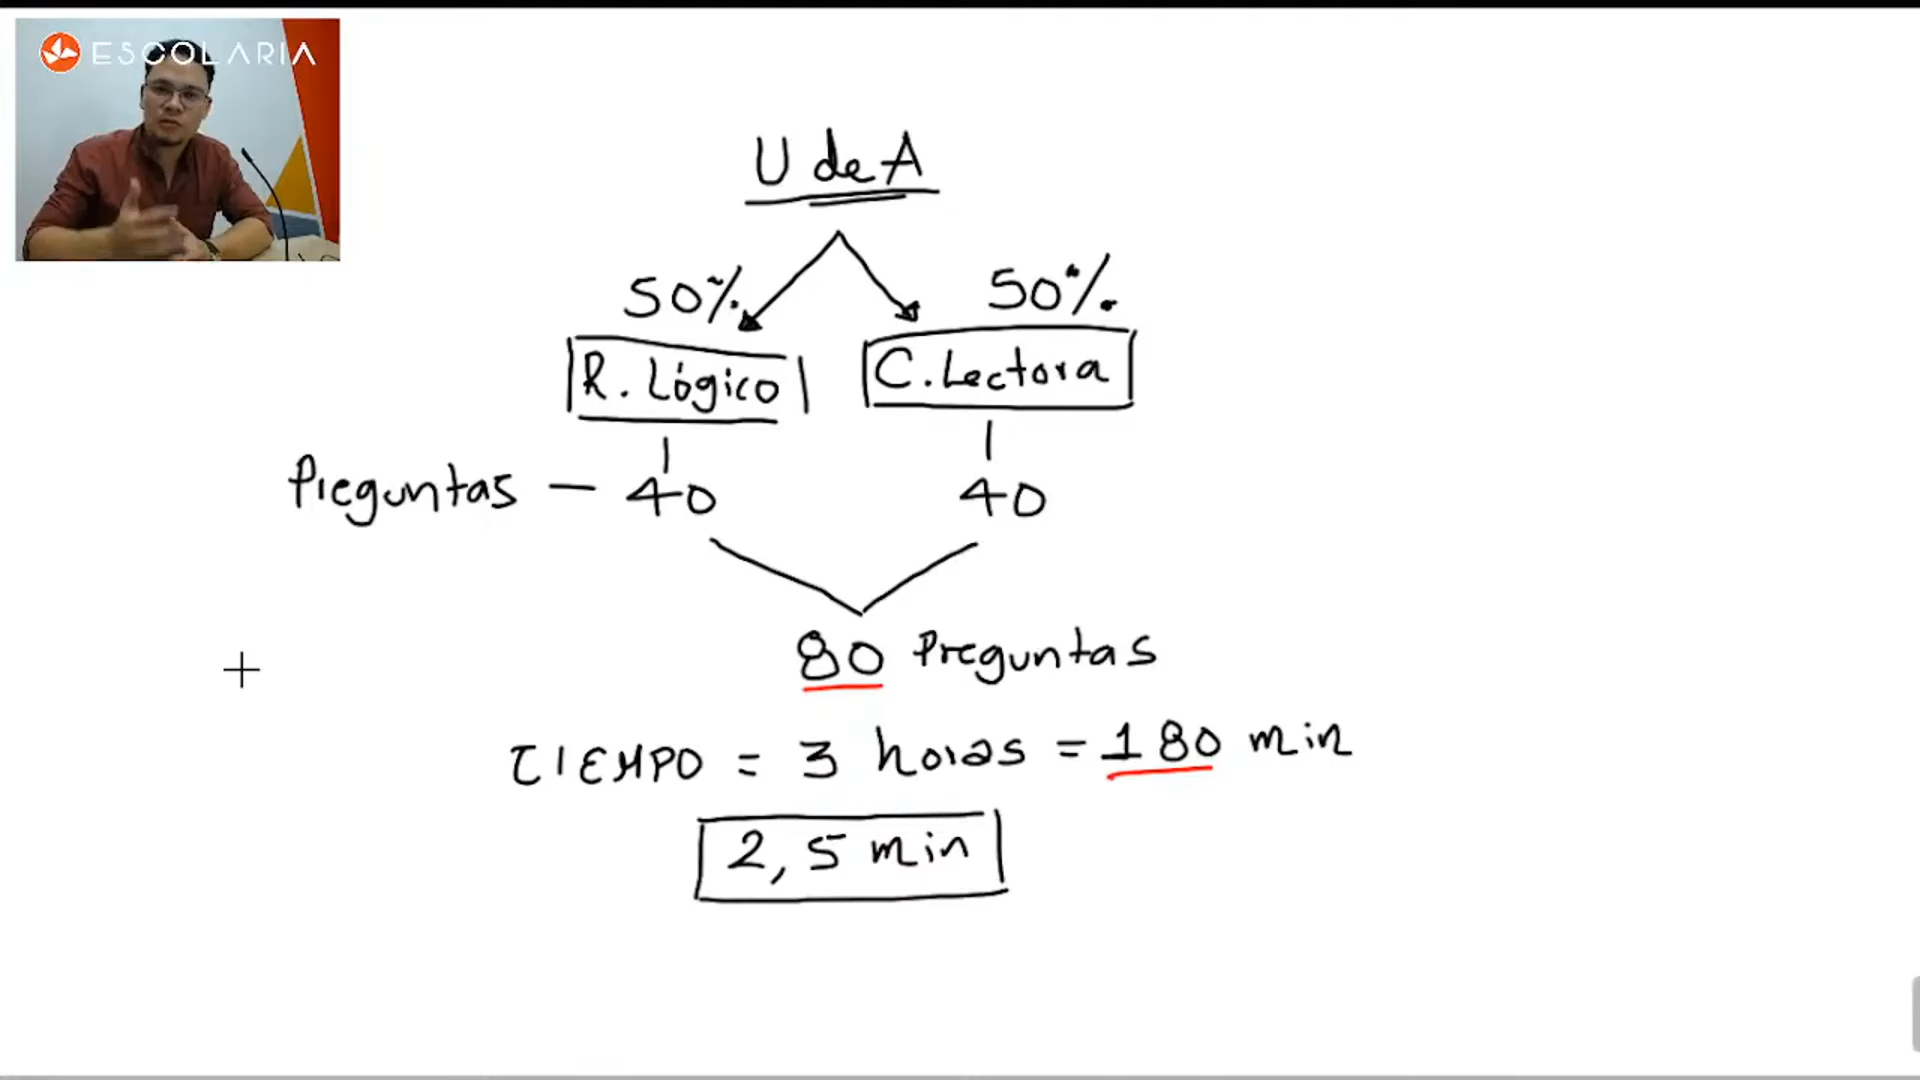 ESCOLARIA
U de A
50% 50%
R. Lógico C. Lectora
Preguntas - 40 40
80 Preguntas
TIEMPO = 3 horas = 180 min
2,5 min